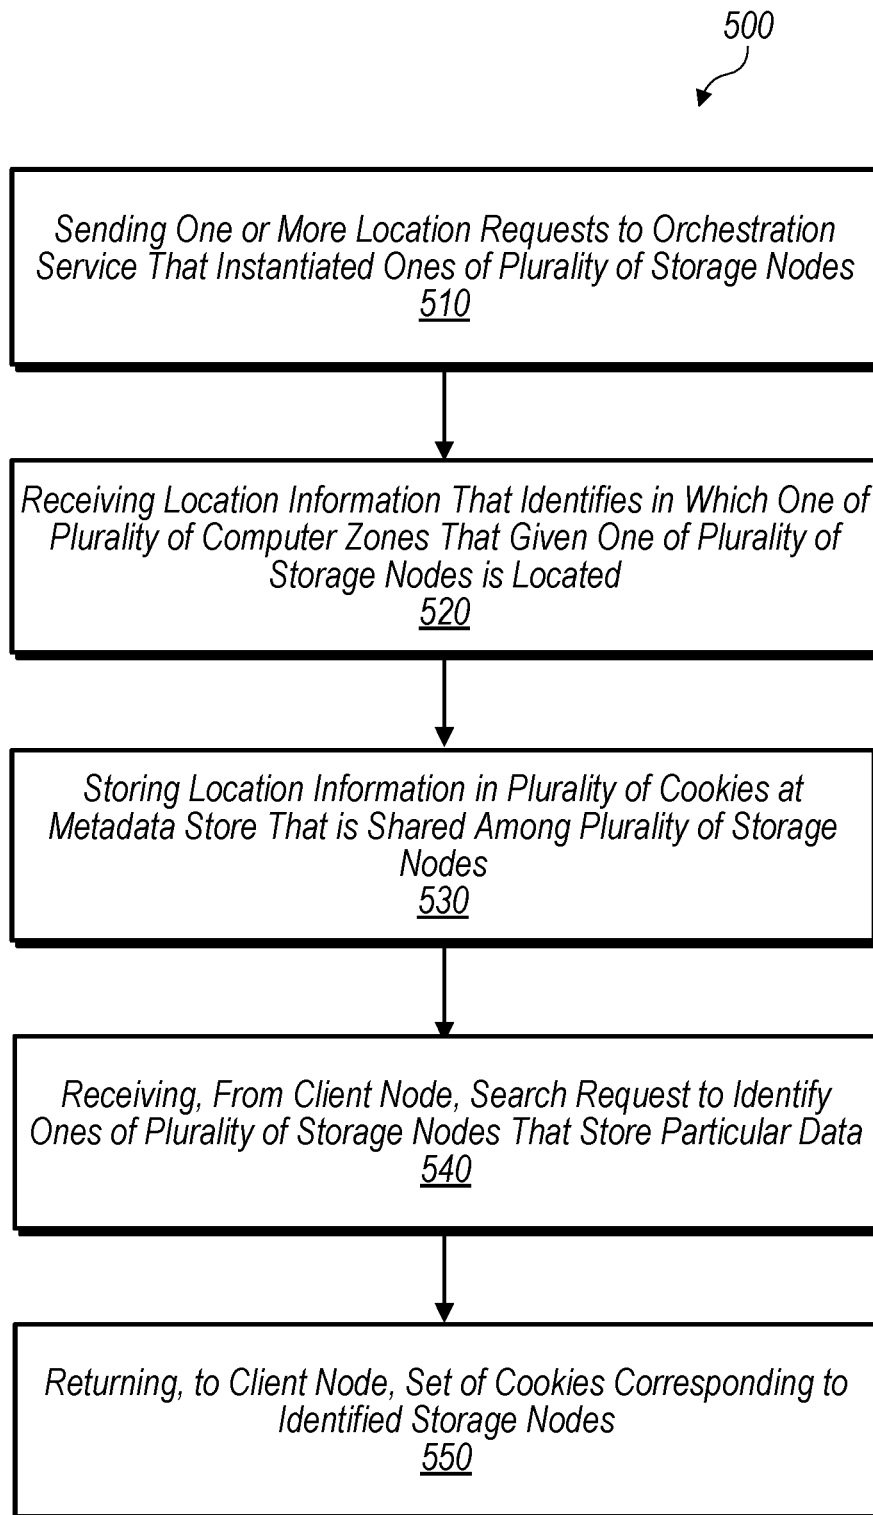 500
Sending One or More Location Requests to Orchestration
Service That Instantiated Ones of Plurality of Storage Nodes
510
Receiving Location Information That Identifies in Which One of
Plurality of Computer Zones That Given One of Plurality of
Storage Nodes is Located
520
Storing Location Information in Plurality of Cookies at
Metadada Store That is Shared Among Plurality of Storage
Nodes
530
Receiving, From Client Node, Search Request to Identify
Ones of Plurality of Storage Nodes That Store Particular Data
540
Returning, to Client Node, Set of Cookies Corresponding to
Identified Storage Nodes
550